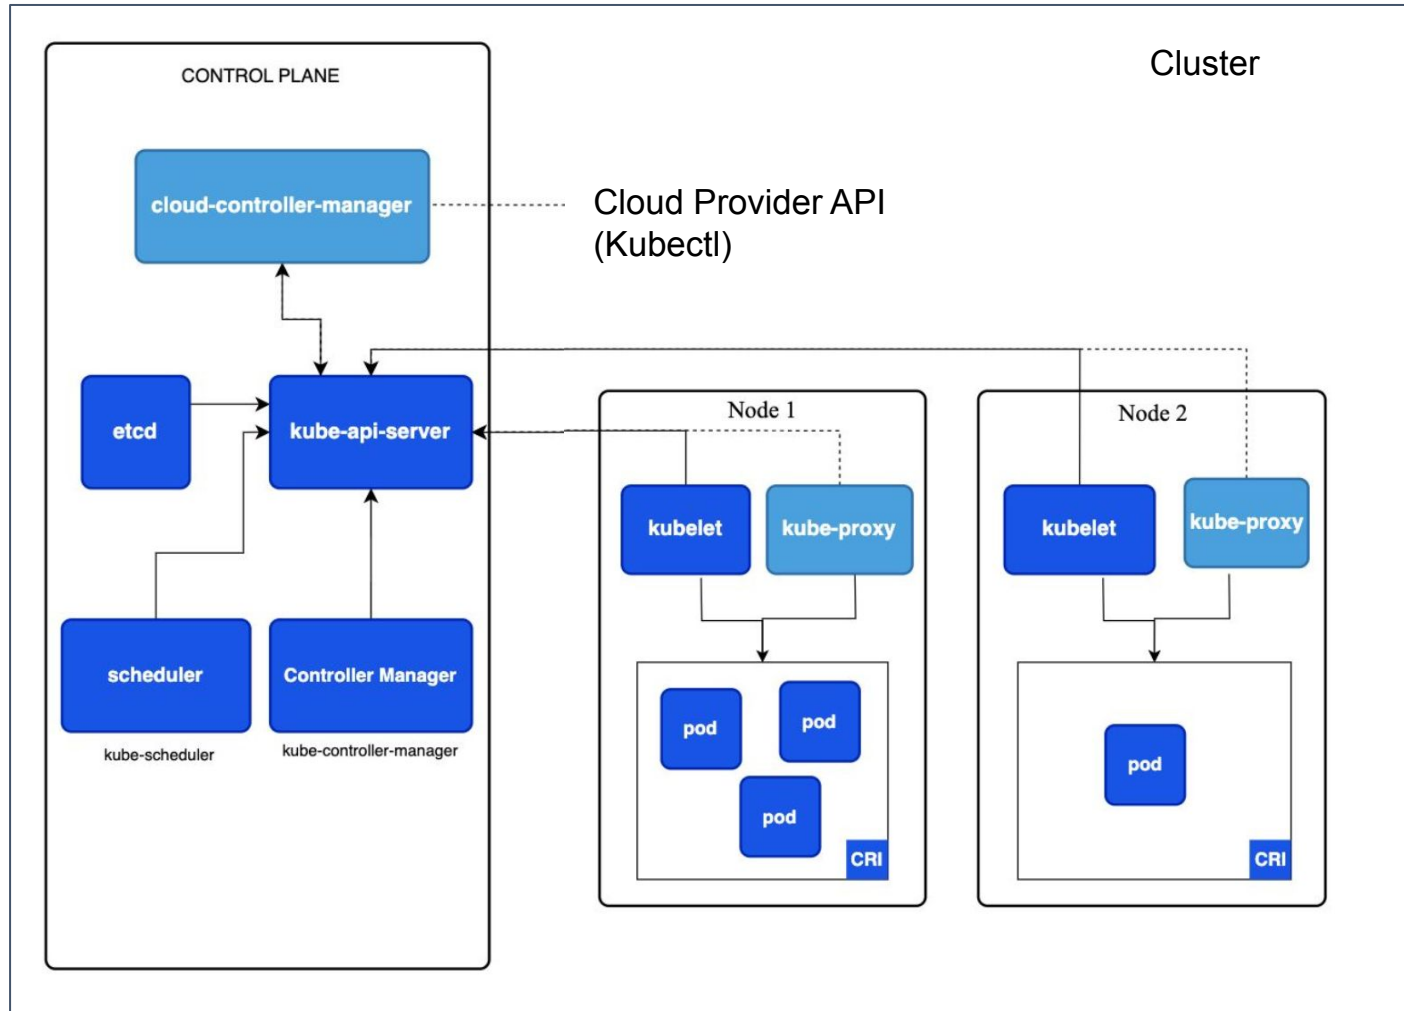 Cluster
CONTROL PLANE
cloud-controller-manager
Cloud Provider API
(Kubectl)
etcd
kube-api-server
scheduler
kube-scheduler
Controller Manager
kube-controller-manager
Node 1
kubelet
kube-proxy
pod
pod
pod
CRI
Node 2
kubelet
kube-proxy
pod
CRI